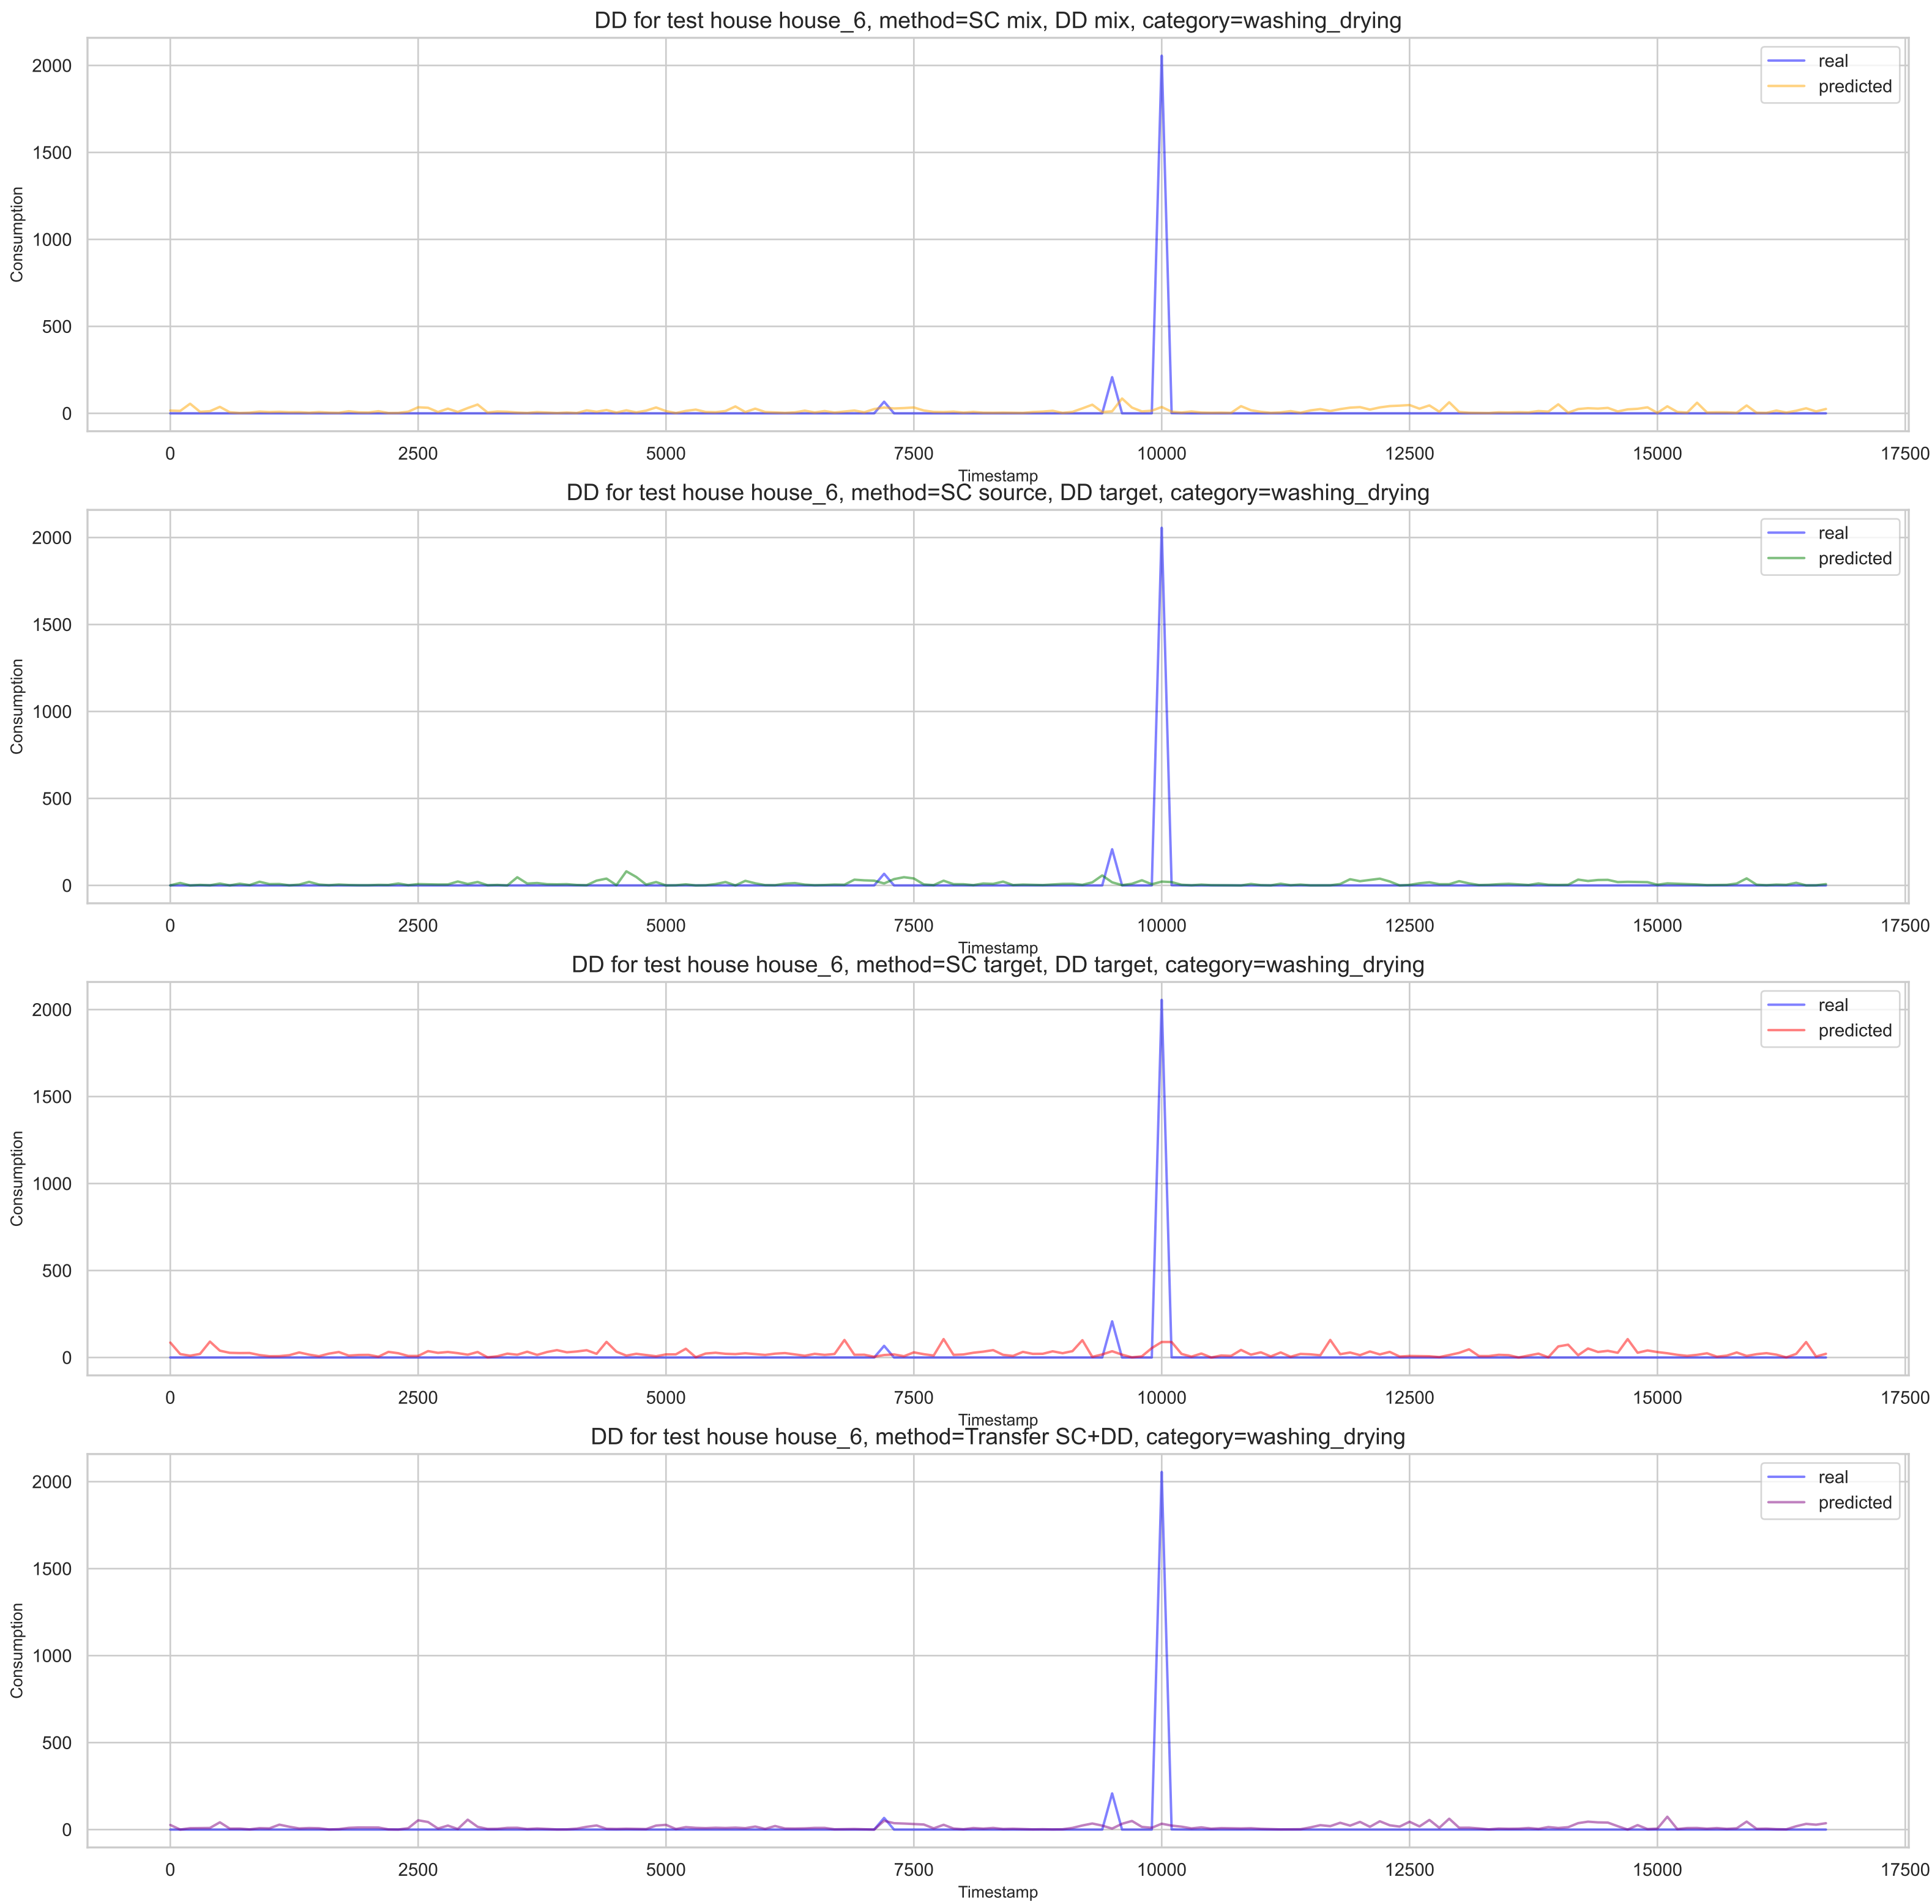 DD for test house house_6, method=SC mix, DD mix, category=washing_drying
real
predicted
2000
1500
1000
500
0
Consumption
0 2500 5000 7500 10000 12500 15000 17500
Timestamp
DD for test house house_6, method=SC source, DD target, category=washing_drying
real
predicted
2000
1500
1000
500
0
Consumption
0 2500 5000 7500 10000 12500 15000 17500
Timestamp
DD for test house house_6, method=SC target, DD target, category=washing_drying
real
predicted
2000
1500
1000
500
0
Consumption
0 2500 5000 7500 10000 12500 15000 17500
Timestamp
DD for test house house_6, method=Transfer SC+DD, category=washing_drying
real
predicted
2000
1500
1000
500
0
Consumption
0 2500 5000 7500 10000 12500 15000 17500
Timestamp